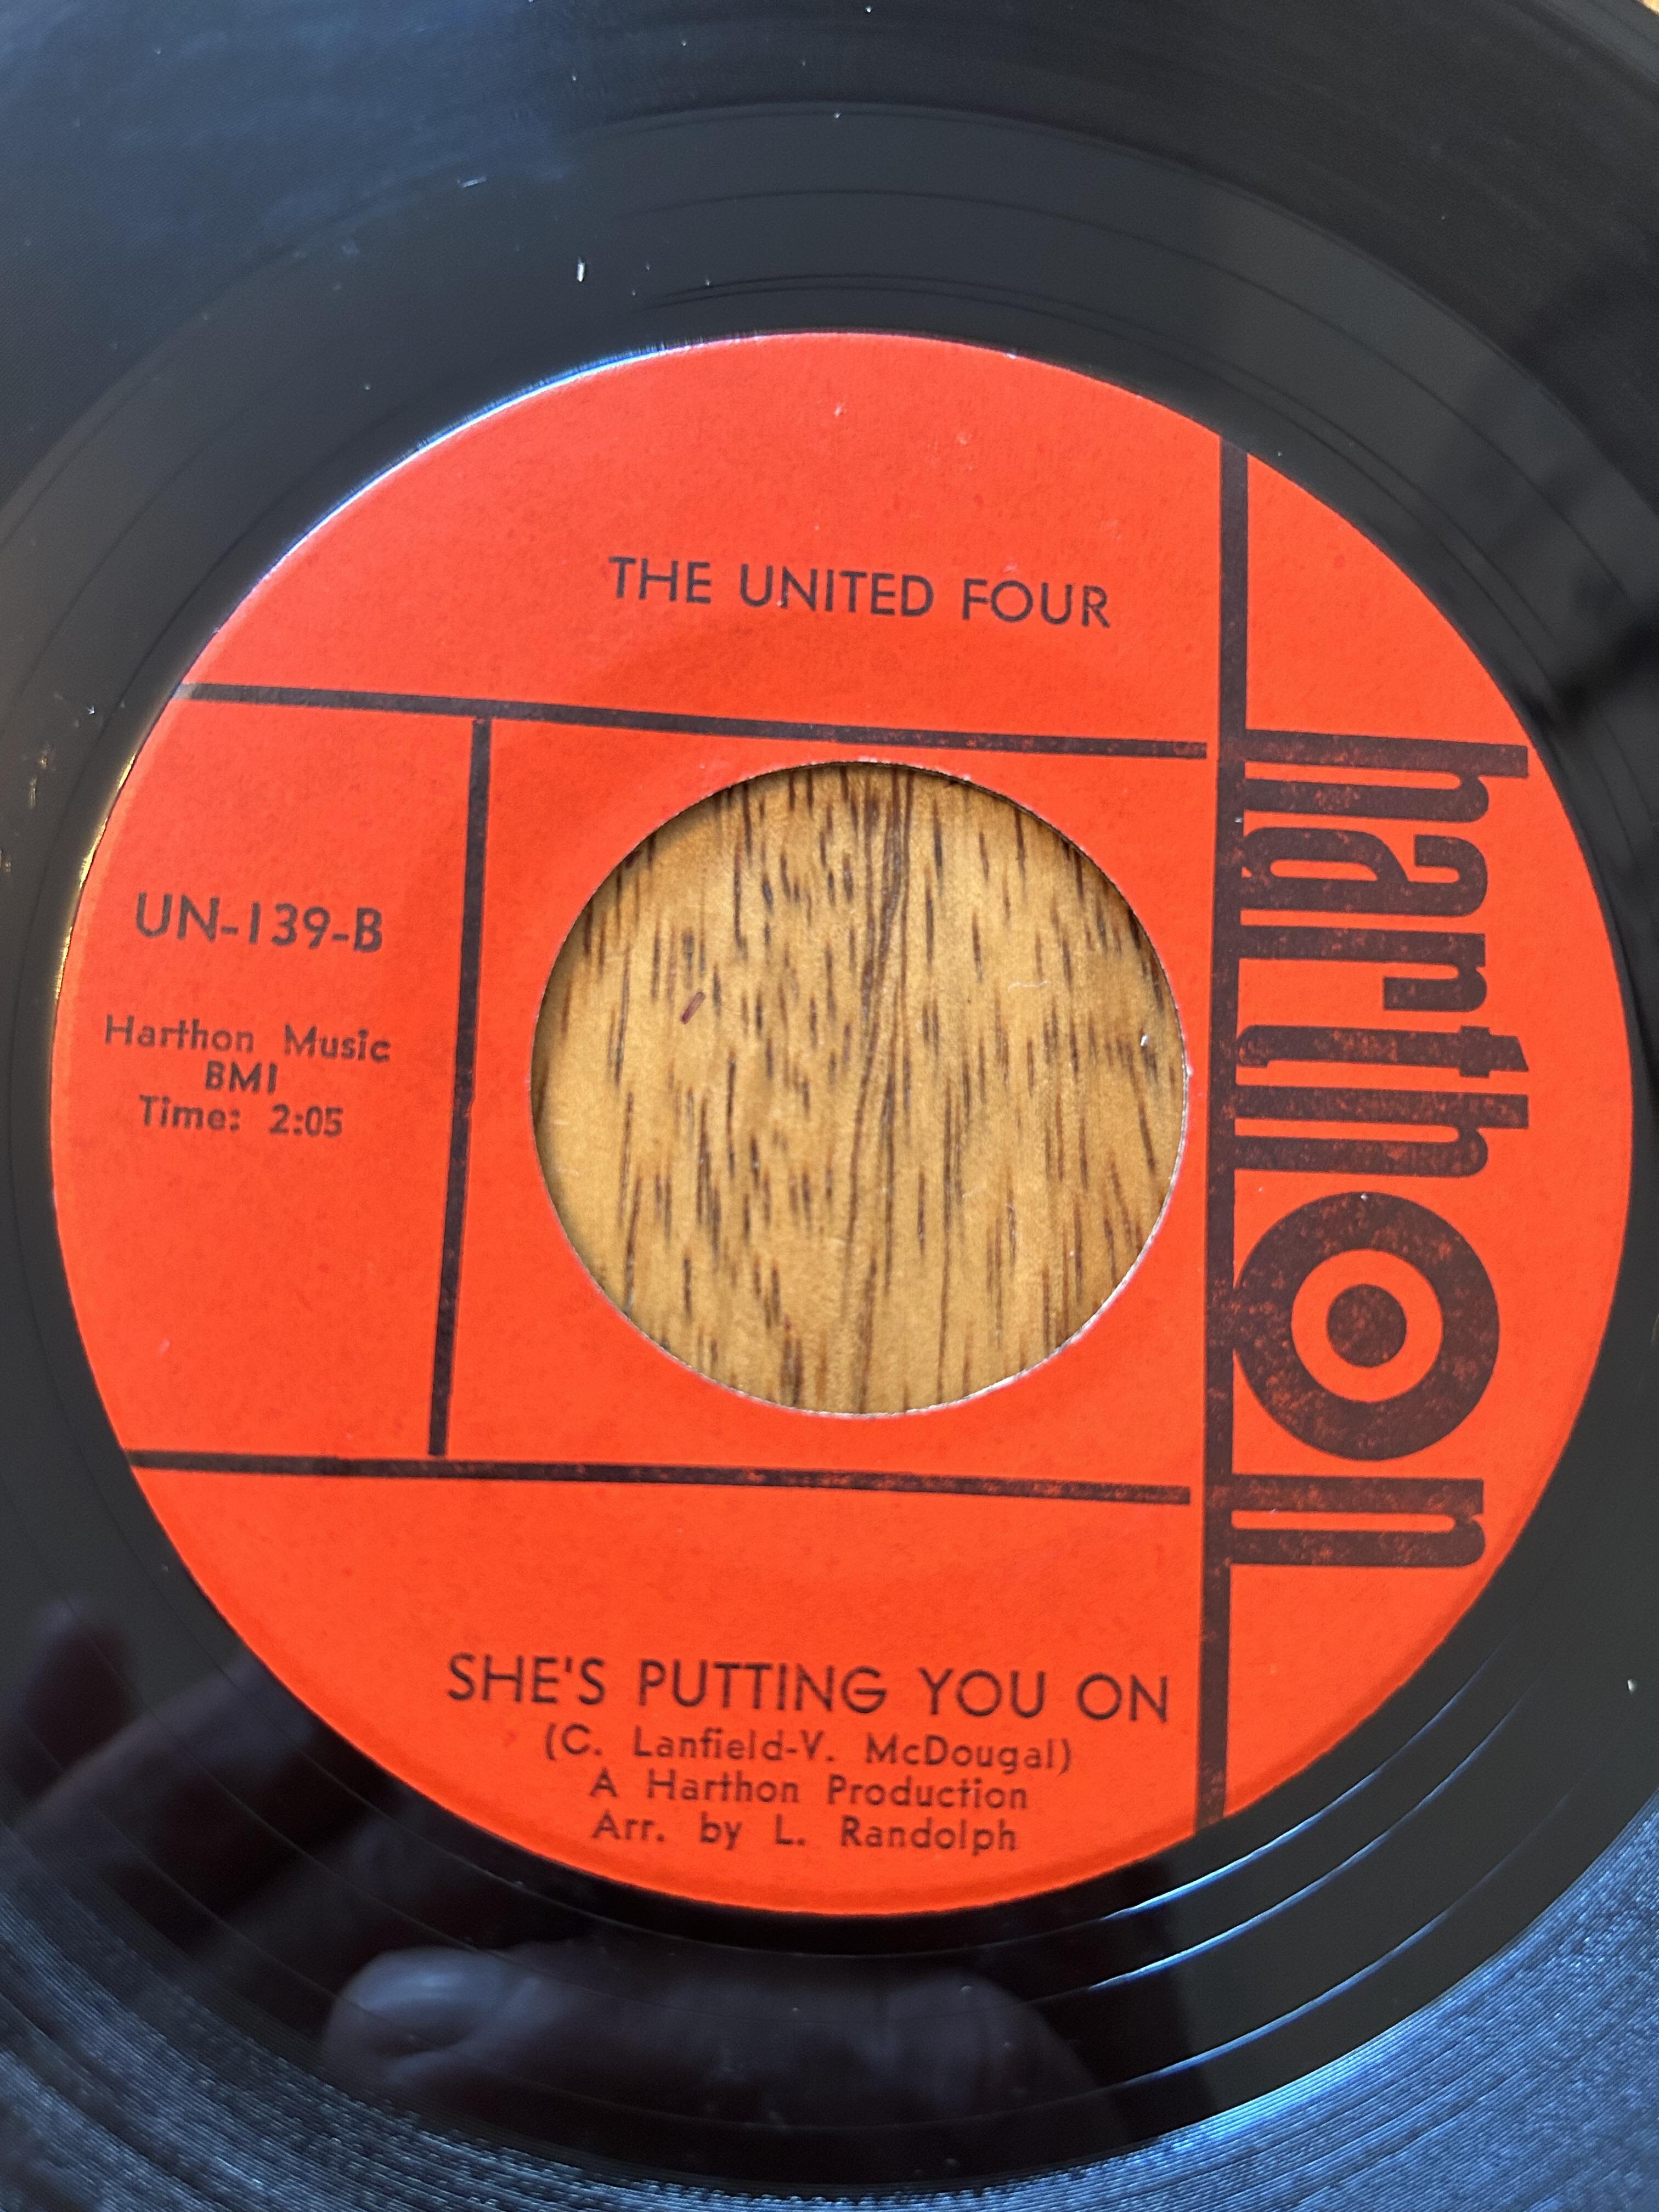 THE UNITED FOUR
harthon
UN-139-B
Harthon Music
BMI
Time: 2:05
SHE'S PUTTING YOU ON
(C. Lanfield-V. McDougal)
A Harthon Production
Arr. by L. Randolph